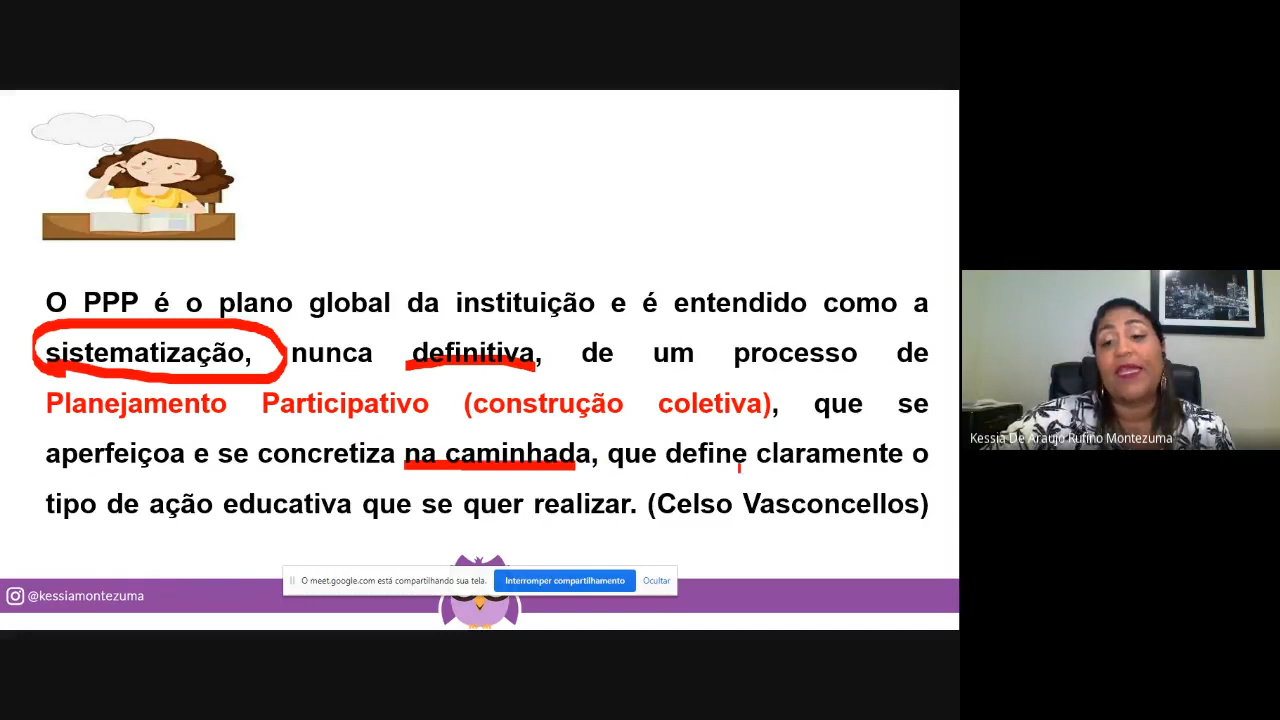 O PPP é o plano global da instituição e é entendido como a
sistematização, nunca definitiva, de um processo de
Planejamento Participativo (construção coletiva), que se
aperfeiçoa e se concretiza na caminhada, que define claramente o
tipo de ação educativa que se quer realizar. (Celso Vasconcellos)
Kessia De Araujo Rufino Montezuma
O meet.google.com está compartilhando sua tela. Interromper compartilhamento Ocultar
@kessiamontezuma